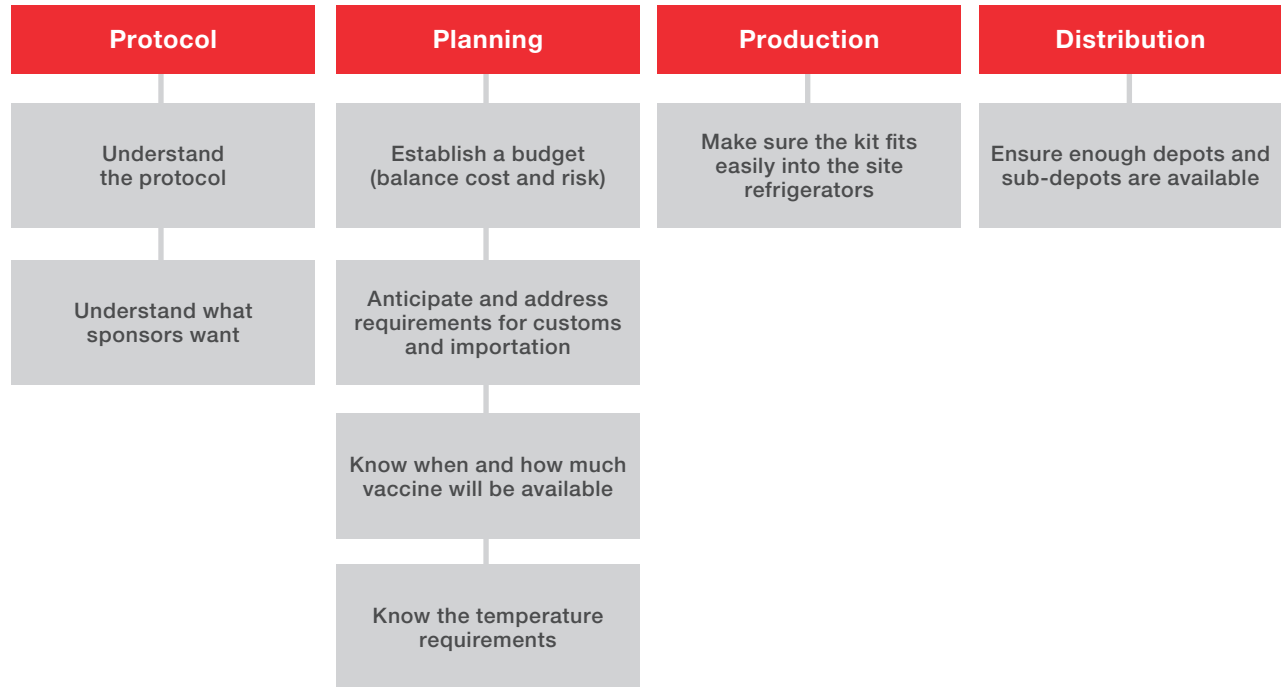 Protocol
Understand
the protocol
Understand what
sponsors want
Planning
Establish a budget
(balance cost and risk)
Anticipate and address
requirements for customs
and importation
Know when and how much
vaccine will be available
Know the temperature
requirements
Production
Make sure the kit fits
easily into the site
refrigerators
Distribution
Ensure enough depots and
sub-depots are available